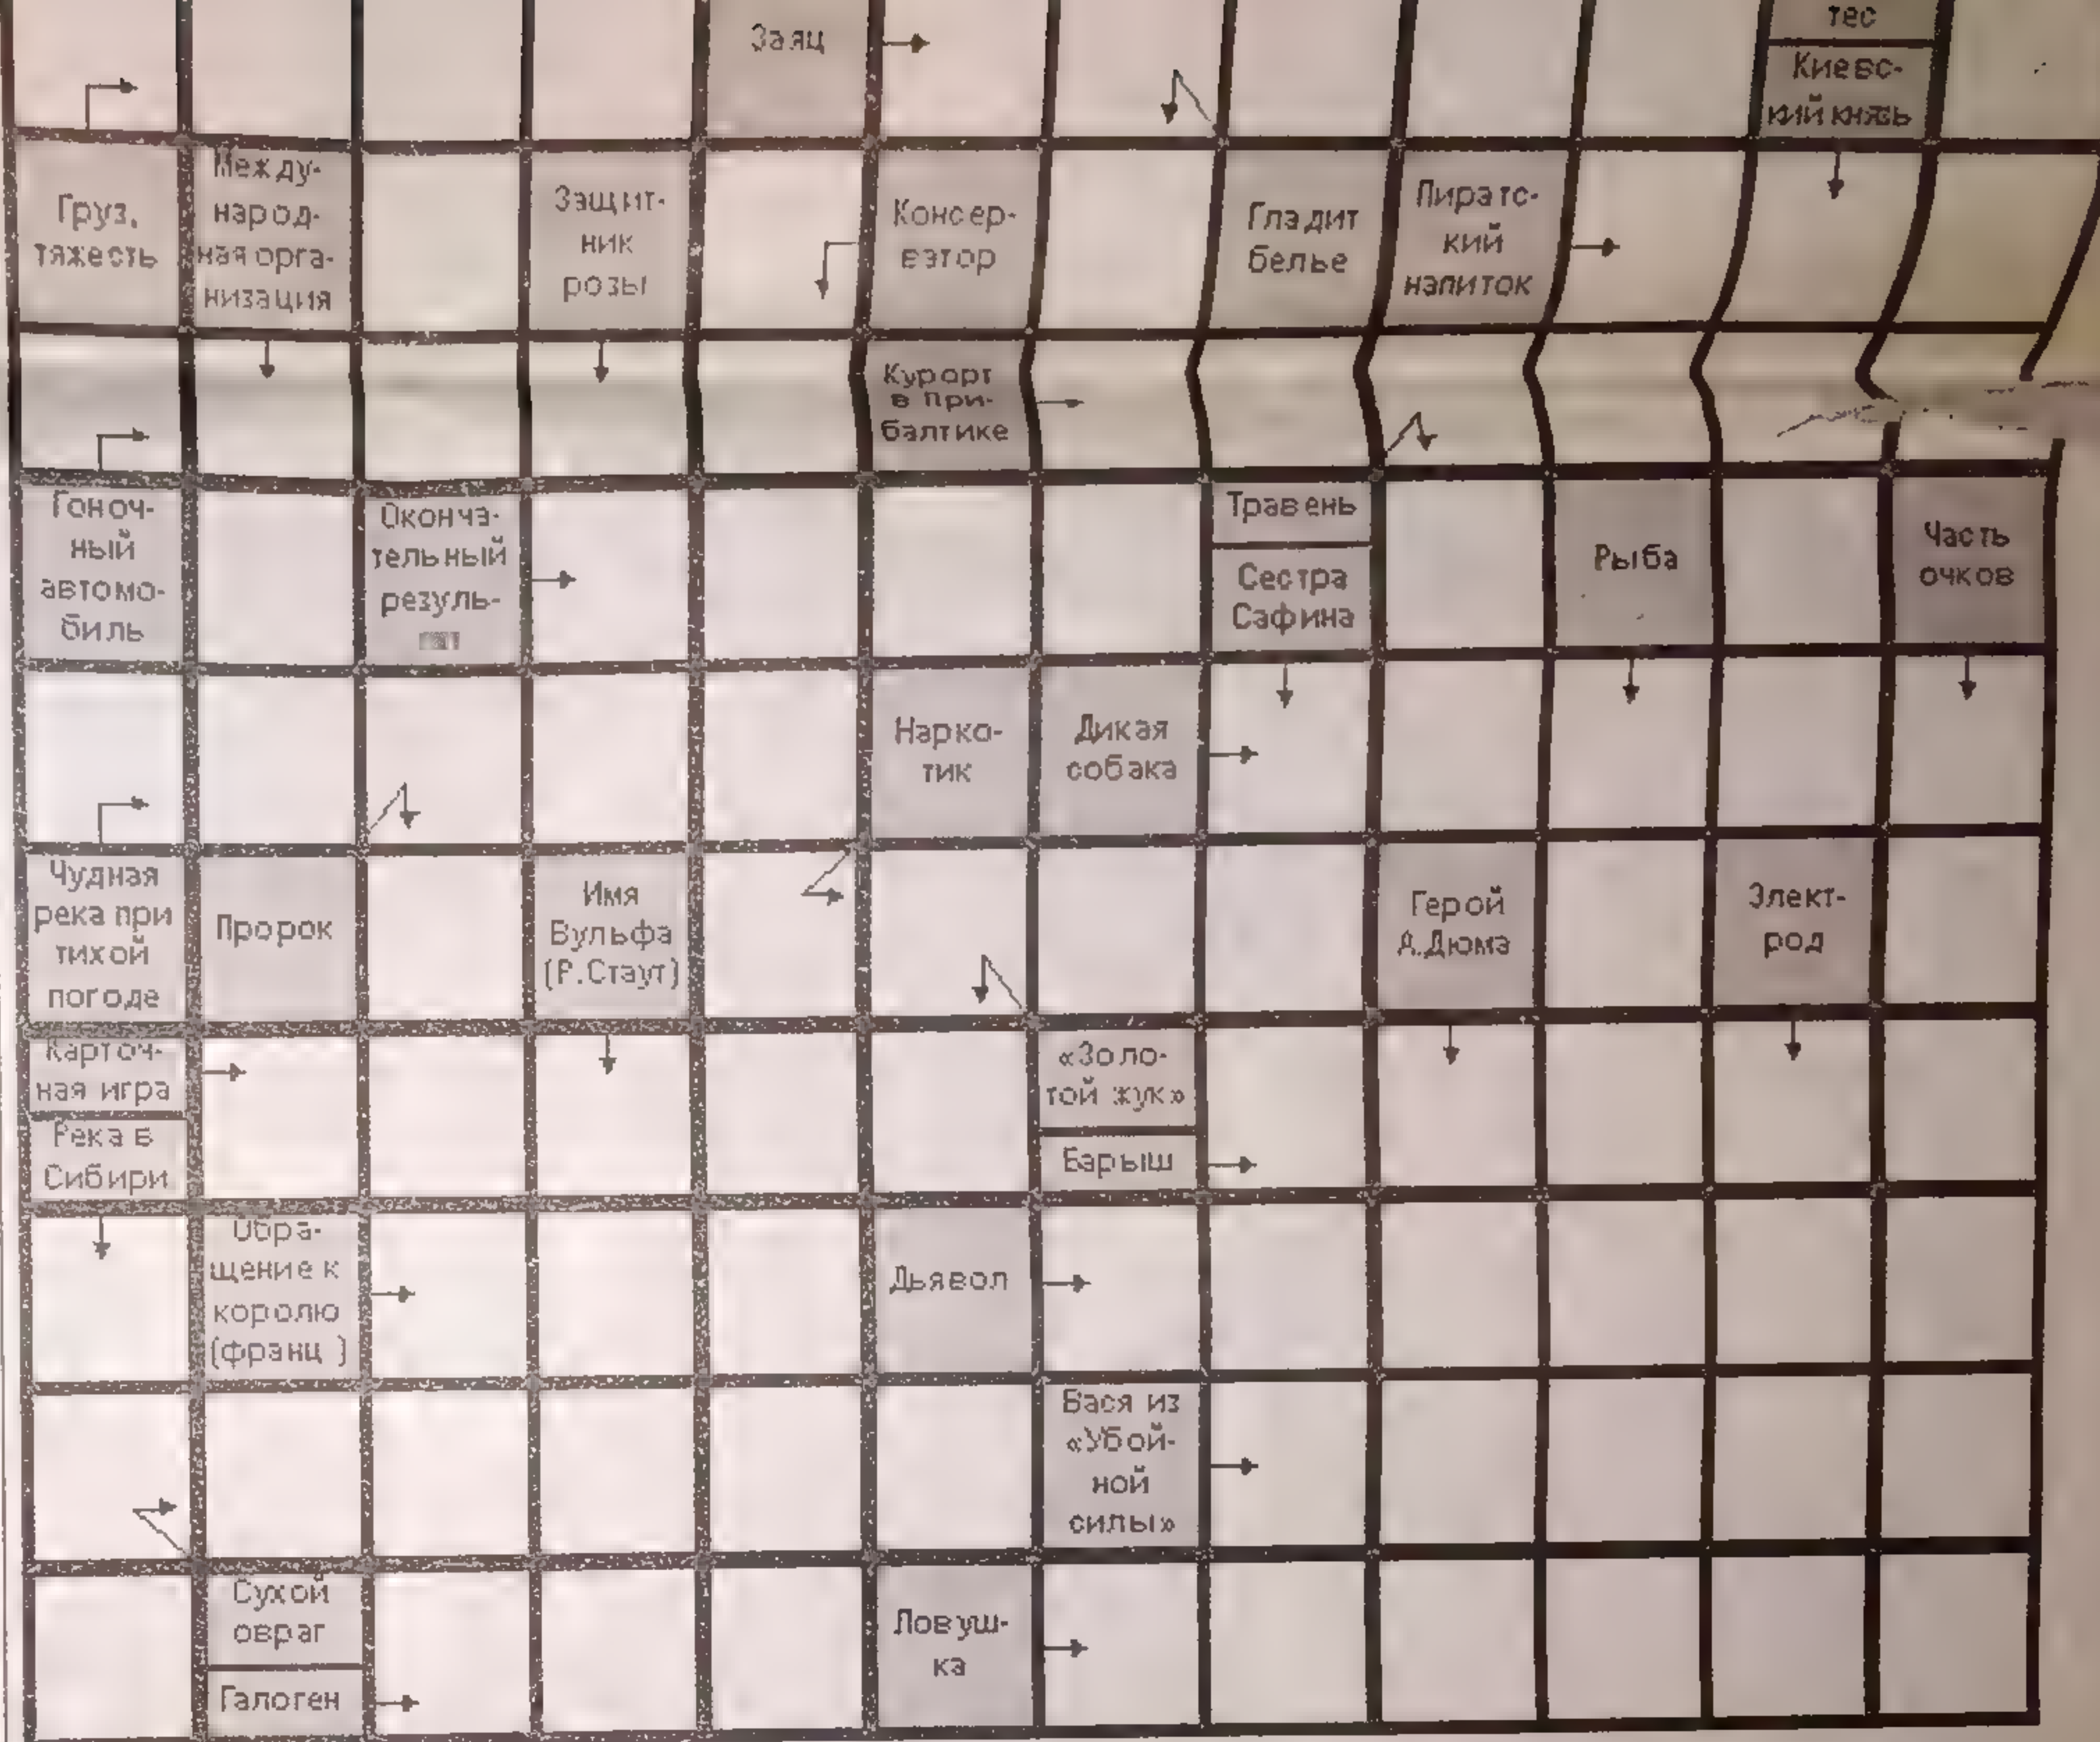 Заяц
тес
Киевс-
кий князь
Груз,
тяжесть
Между-
народ-
ная орга-
низация
Защит-
ник
розы
Консер-
ватор
Гладит
белье
Пиратс-
кий
напиток
Курорт
в При-
балтике
Гоноч-
ный
автомо-
биль
Оконча-
тельный
резуль-
Травень
Сестра
Сафина
Рыба
Часть
очков
Нарко-
тик
Дикая
собака
Чудная
река при
тихой
погоде
Пророк
Имя
Вульфа
(Р.Стаут)
Герой
А.Дюма
Элект-
род
Карточ-
ная игра
Река в
Сибири
«Золо-
той жук»
Барыш
Обра-
щение к
королю
(франц )
Дьявол
Вася из
«Убой-
ной
силы»
Сухой
овраг
Галоген
Ловуш-
ка